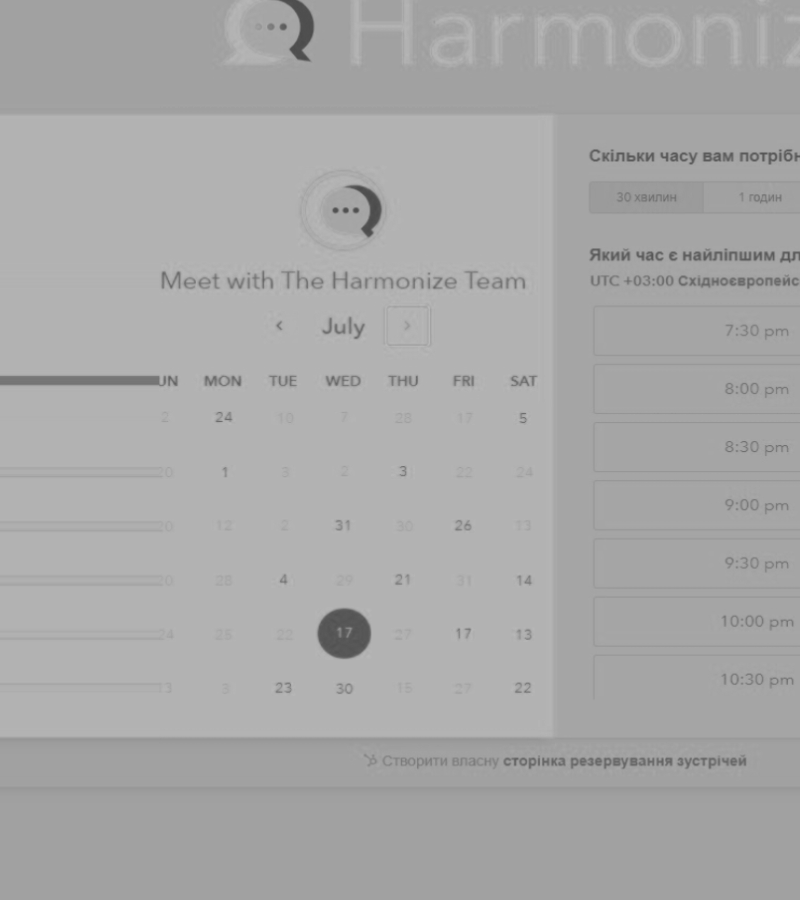 Harmoniz
Meet with The Harmonize Team
July
UN MON TUE WED THU FRI SAT
2 24 10 7 28 17 5
20 1 2 3 22 24
20 12 2 31 30 26 13
20 28 4 29 21 31 14
24 25 22 17 27 17 13
3 23 30 15 27 22
Скільки часу вам потрібн
30 хвилин 1 годин
Який час є найліпшим дл
UTC +03:00 Східноєвропейс
7:30 pm
8:00 pm
8:30 pm
9:00 pm
9:30 pm
10:00 pm
10:30 pm
Створити власну сторінка резервування зустрічей